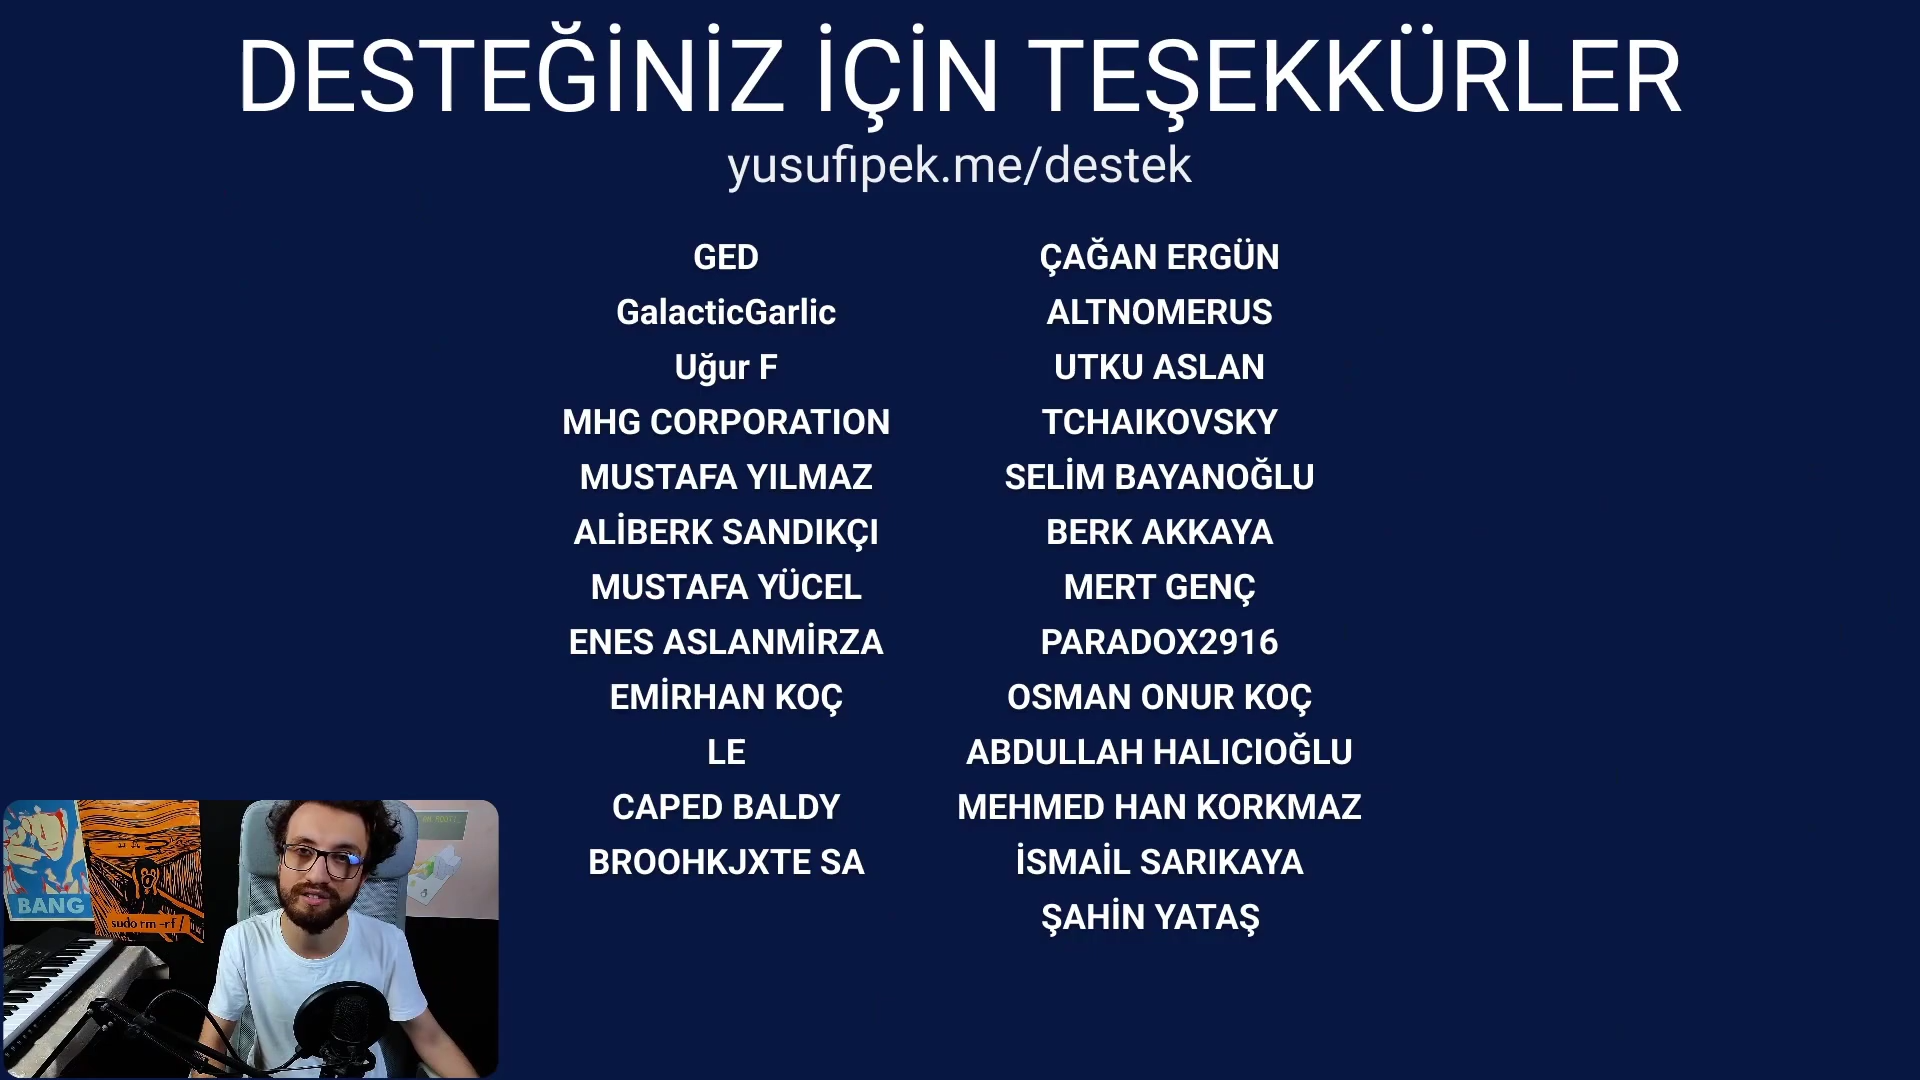 DESTEĞİNİZ İÇİN TEŞEKKÜRLER
yusufipek.me/destek
GED
GalacticGarlic
Uğur F
MHG CORPORATION
MUSTAFA YILMAZ
ALİBERK SANDIKÇI
MUSTAFA YÜCEL
ENES ASLANMİRZA
EMİRHAN KOÇ
LE
CAPED BALDY
BROOHKJXTE SA
ÇAĞAN ERGÜN
ALTNOMERUS
UTKU ASLAN
TCHAIKOVSKY
SELİM BAYANOĞLU
BERK AKKAYA
MERT GENÇ
PARADOX2916
OSMAN ONUR KOÇ
ABDULLAH HALICIOĞLU
MEHMED HAN KORKMAZ
İSMAİL SARIKAYA
ŞAHİN YATAŞ
BANG
sudo rm -rf /